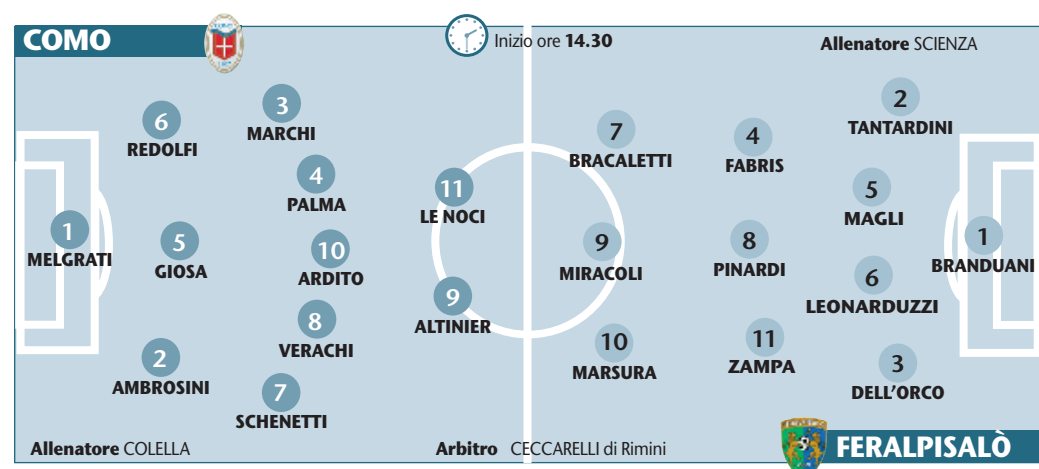 COMO
Inizio ore 14.30
Allenatore SCIENZA
6
REDOLFI
3
MARCHI
4
PALMA
1
MELGRATI
5
GIOSA
10
ARDITO
11
LE NOCI
9
ALTINIER
8
VERACHI
2
AMBROSINI
7
SCHENETTI
7
BRACALETTI
4
FABRIS
2
TANTARDINI
5
MAGLI
9
MIRACOLI
8
PINARDI
1
BRANDUANI
6
LEONARDUZZI
10
MARSURA
11
ZAMPA
3
DELL'ORCO
Allenatore COLELLA
Arbitro CECCARELLI di Rimini
FERALPISALÒ